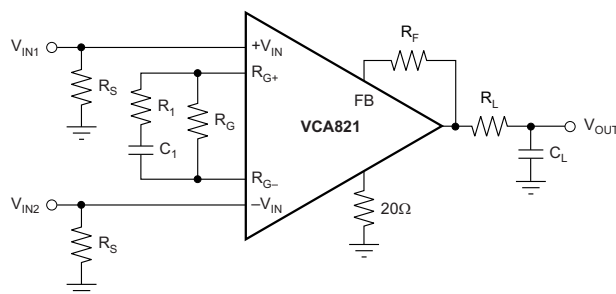 R_F
V_IN1
+V_IN
R_S
R_G+
R_1
R_G
FB
R_L
VCA821
V_OUT
C_1
C_L
R_G−
V_IN2
−V_IN
20Ω
R_S